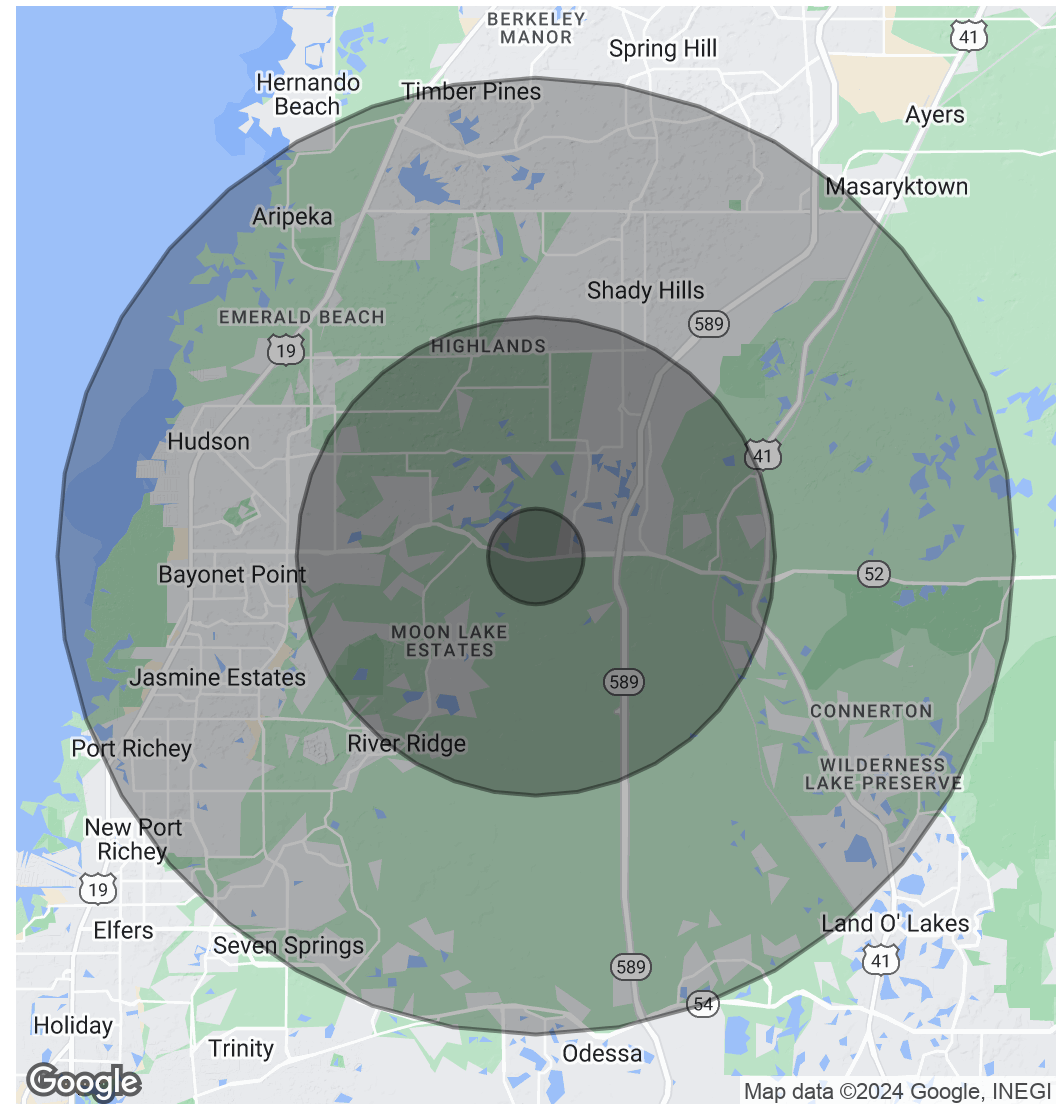 BERKELEY
MANOR
Spring Hill
41
Hernando
Beach
Timber Pines
Ayers
Masaryktown
Aripeka
Shady Hills
EMERALD BEACH
589
19
HIGHLANDS
Hudson
41
Bayonet Point
52
MOON LAKE
ESTATES
Jasmine Estates
589
CONNERTON
Port Richey
River Ridge
WILDERNESS
LAKE PRESERVE
New Port
Richey
19
Elfers
Land O' Lakes
Seven Springs
41
589
54
Holiday
Trinity
Odessa
Google
Map data ©2024 Google, INEGI